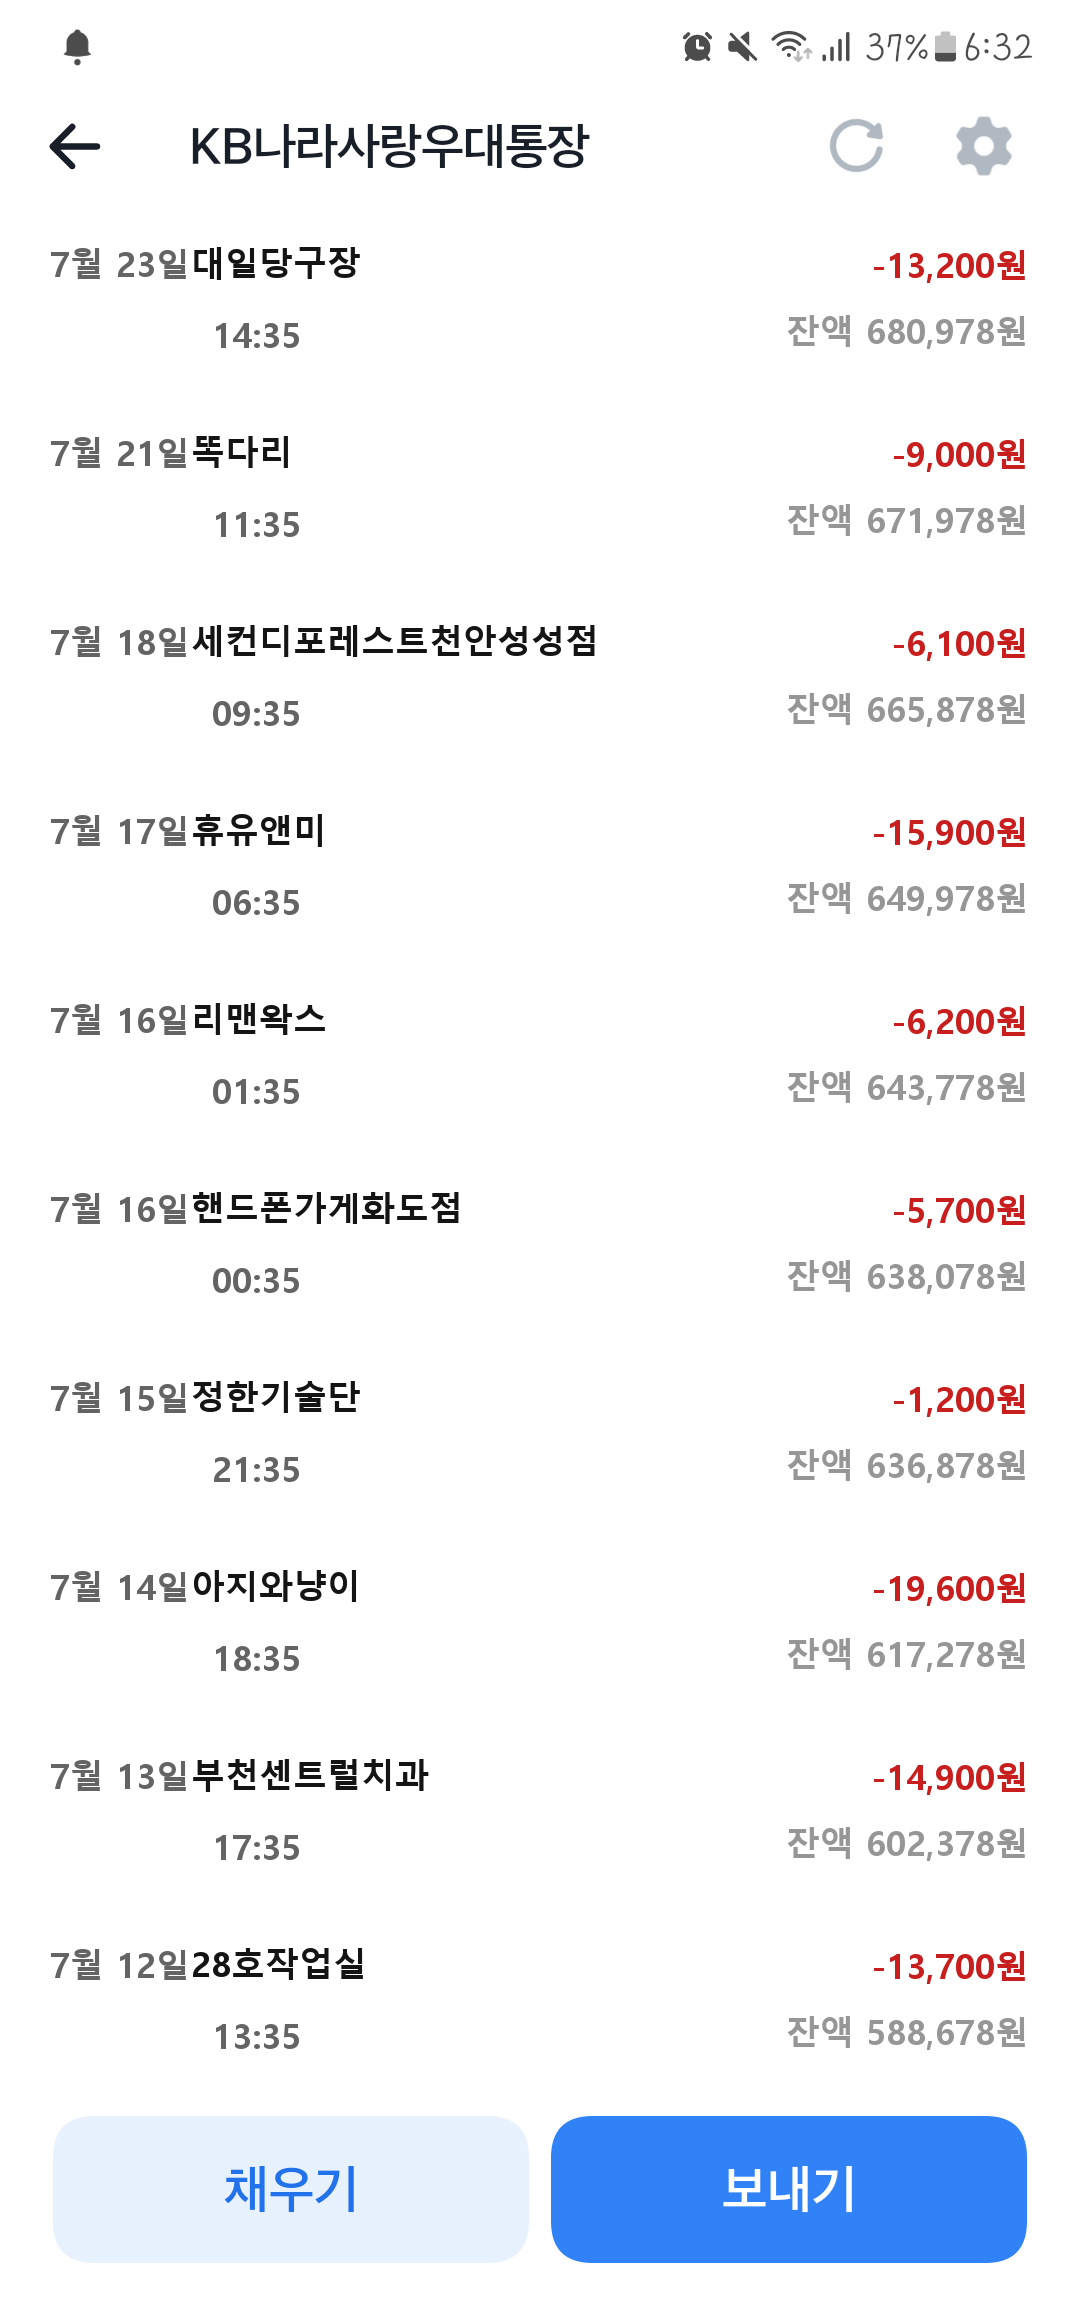 37% 6:32
KB나라사랑우대통장
7월 23일 대일당구장 -13,200원
14:35 잔액 680,978원
7월 21일 똑다리 -9,000원
11:35 잔액 671,978원
7월 18일 세컨디포레스트천안성성점 -6,100원
09:35 잔액 665,878원
7월 17일 휴유앤미 -15,900원
06:35 잔액 649,978원
7월 16일 리맨왁스 -6,200원
01:35 잔액 643,778원
7월 16일 핸드폰가게화도점 -5,700원
00:35 잔액 638,078원
7월 15일 정한기술단 -1,200원
21:35 잔액 636,878원
7월 14일 아지와냥이 -19,600원
18:35 잔액 617,278원
7월 13일 부천센트럴치과 -14,900원
17:35 잔액 602,378원
7월 12일 28호작업실 -13,700원
13:35 잔액 588,678원
채우기 보내기